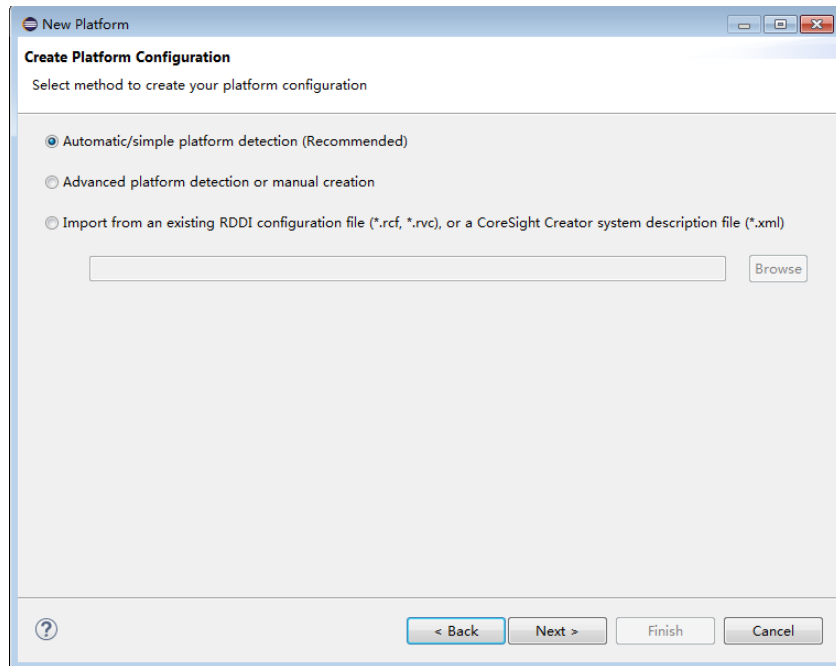 New Platform
Create Platform Configuration
Select method to create your platform configuration
Automatic/simple platform detection (Recommended)
Advanced platform detection or manual creation
Import from an existing RDDI configuration file (*.rcf, *.rvc), or a CoreSight Creator system description file (*.xml)
Browse
?
< Back
Next >
Finish
Cancel